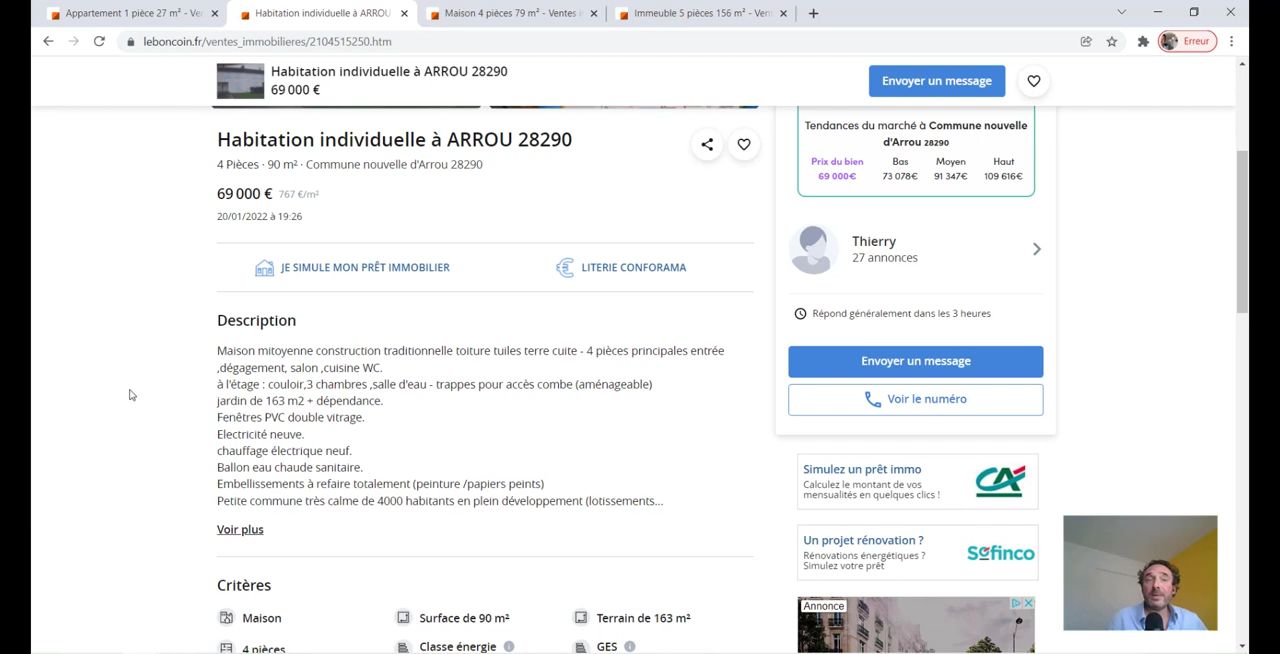 Appartement 1 pièce 27 m² - Ven
Habitation individuelle à ARROU
Maison 4 pièces 79 m² - Ventes i
Immeuble 5 pièces 156 m² - Vent
leboncoin.fr/ventes_immobilieres/2104515250.htm
Erreur
Habitation individuelle à ARROU 28290
69 000 €
Envoyer un message
Habitation individuelle à ARROU 28290
4 Pièces · 90 m² · Commune nouvelle d'Arrou 28290
69 000 € 767 €/m²
20/01/2022 à 19:26
JE SIMULE MON PRÊT IMMOBILIER
LITERIE CONFORAMA
Description
Maison mitoyenne construction traditionnelle toiture tuiles terre cuite - 4 pièces principales entrée
,dégagement, salon ,cuisine WC.
à l'étage : couloir,3 chambres ,salle d'eau - trappes pour accès combe (aménageable)
jardin de 163 m2 + dépendance.
Fenêtres PVC double vitrage.
Electricité neuve.
chauffage électrique neuf.
Ballon eau chaude sanitaire.
Embellissements à refaire totalement (peinture /papiers peints)
Petite commune très calme de 4000 habitants en plein développement (lotissements...
Voir plus
Critères
Maison
Surface de 90 m²
Terrain de 163 m²
4 pièces
Classe énergie
GES
Tendances du marché à Commune nouvelle
d'Arrou 28290
Prix du bien Bas Moyen Haut
69 000€ 73 078€ 91 347€ 109 616€
Thierry
27 annonces
Répond généralement dans les 3 heures
Envoyer un message
Voir le numéro
Simulez un prêt immo
Calculez le montant de vos
mensualités en quelques clics !
CA
Un projet rénovation ?
Rénovations énergétiques ?
Simulez votre prêt
Sofinco
Annonce